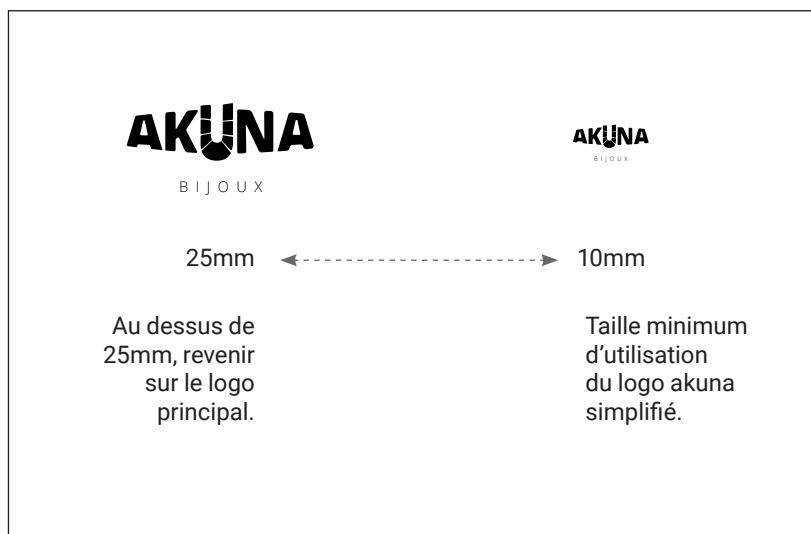 AKUNA
BIJOUX
AKUNA
BIJOUX
25mm
10mm
Au dessus de
25mm, revenir
sur le logo
principal.
Taille minimum
d’utilisation
du logo akuna
simplifié.